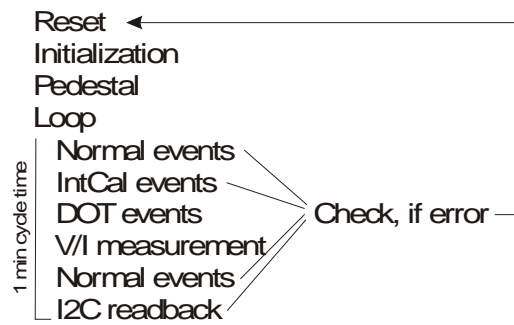 Reset
Initialization
Pedestal
Loop
Normal events
IntCal events
DOT events
V/I measurement
Normal events
I2C readback
1 min cycle time
Check, if error